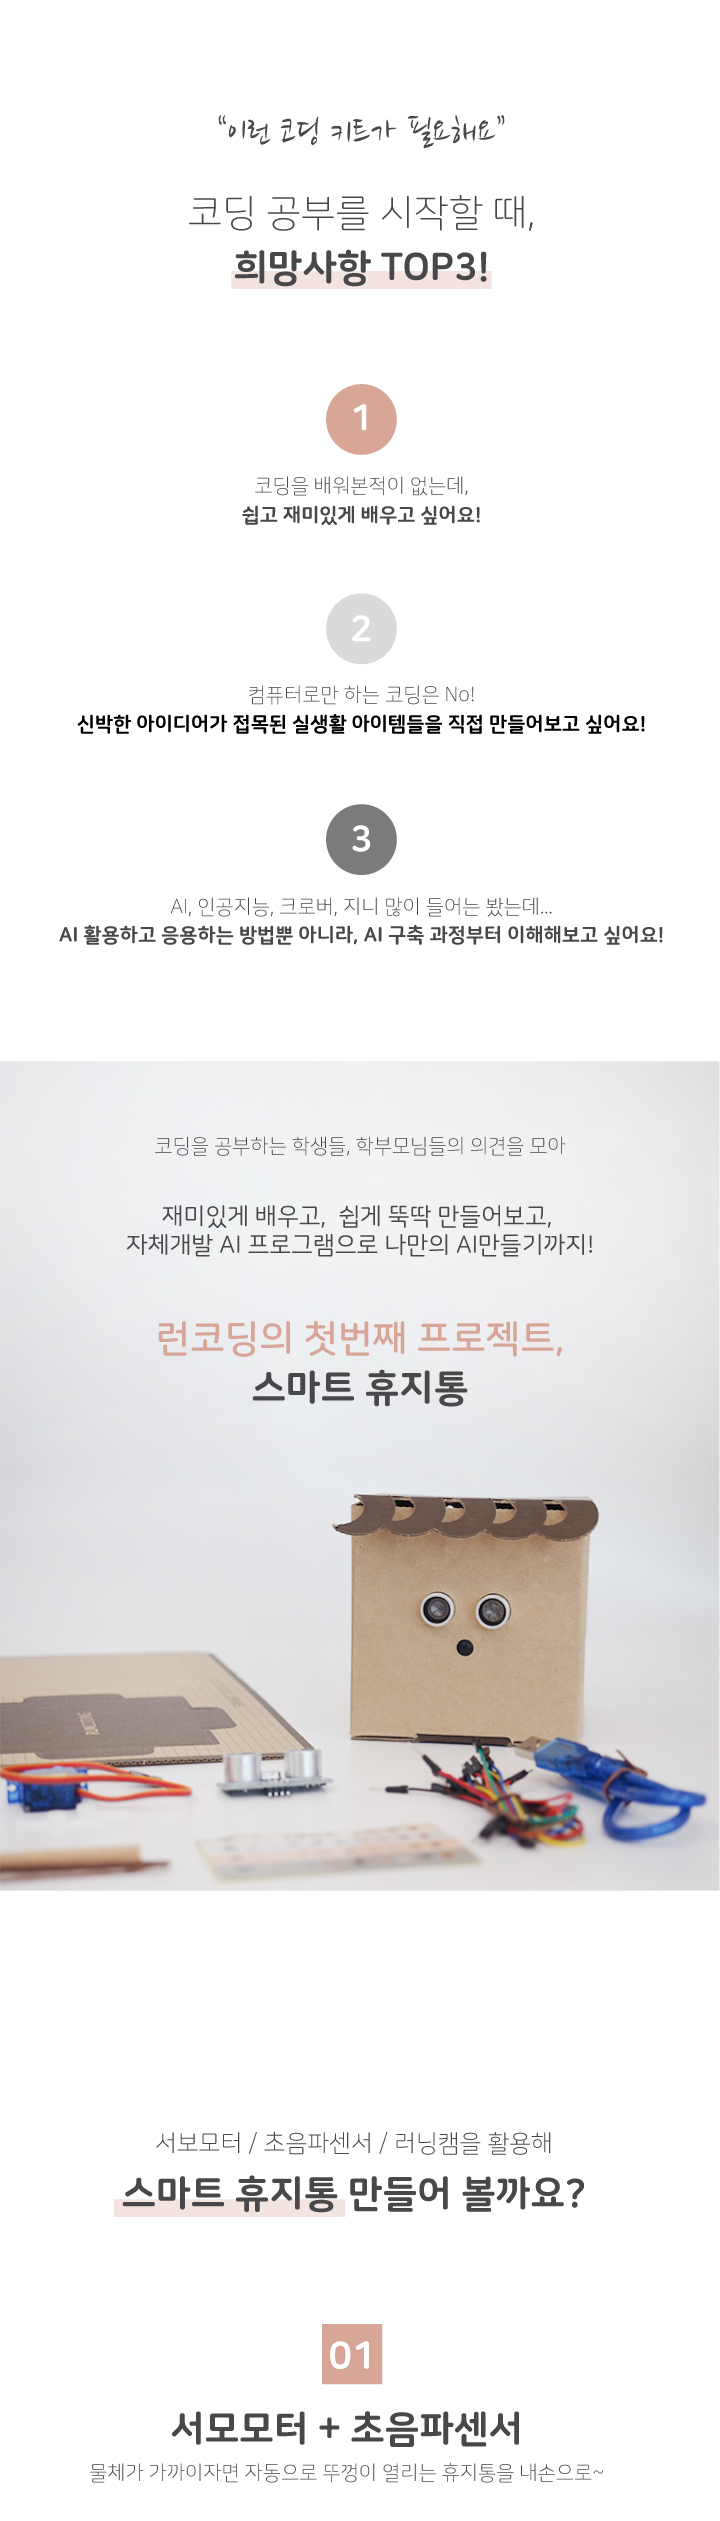 “이런 코딩 키트가 필요해요”
코딩 공부를 시작할 때,
희망사항 TOP3!
1
코딩을 배워본적이 없는데,
쉽고 재미있게 배우고 싶어요!
2
컴퓨터로만 하는 코딩은 No!
신박한 아이디어가 접목된 실생활 아이템들을 직접 만들어보고 싶어요!
3
AI, 인공지능, 크로버, 지니 많이 들어는 봤는데...
AI 활용하고 응용하는 방법뿐 아니라, AI 구축 과정부터 이해해보고 싶어요!
코딩을 공부하는 학생들, 학부모님들의 의견을 모아
재미있게 배우고, 쉽게 뚝딱 만들어보고,
자체개발 AI 프로그램으로 나만의 AI만들기까지!
런코딩의 첫번째 프로젝트,
스마트 휴지통
서보모터 / 초음파센서 / 러닝캠을 활용해
스마트 휴지통 만들어 볼까요?
01
서모모터 + 초음파센서
물체가 가까이자면 자동으로 뚜껑이 열리는 휴지통을 내손으로~